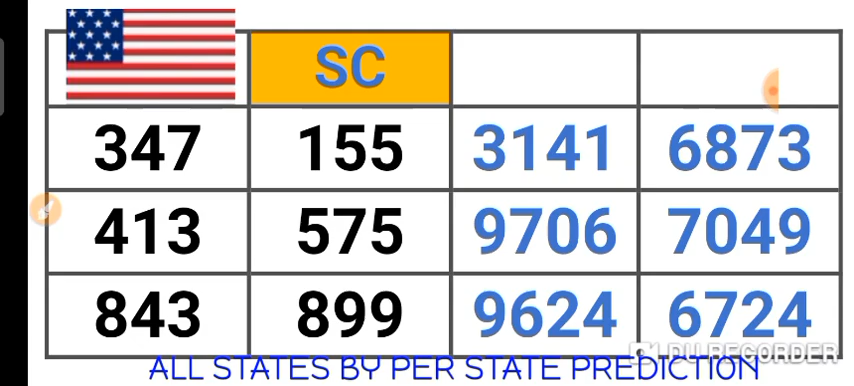 SC
347 155 3141 6873
413 575 9706 7049
843 899 9624 6724
DU RECORDER
ALL STATES BY PER STATE PREDICTION